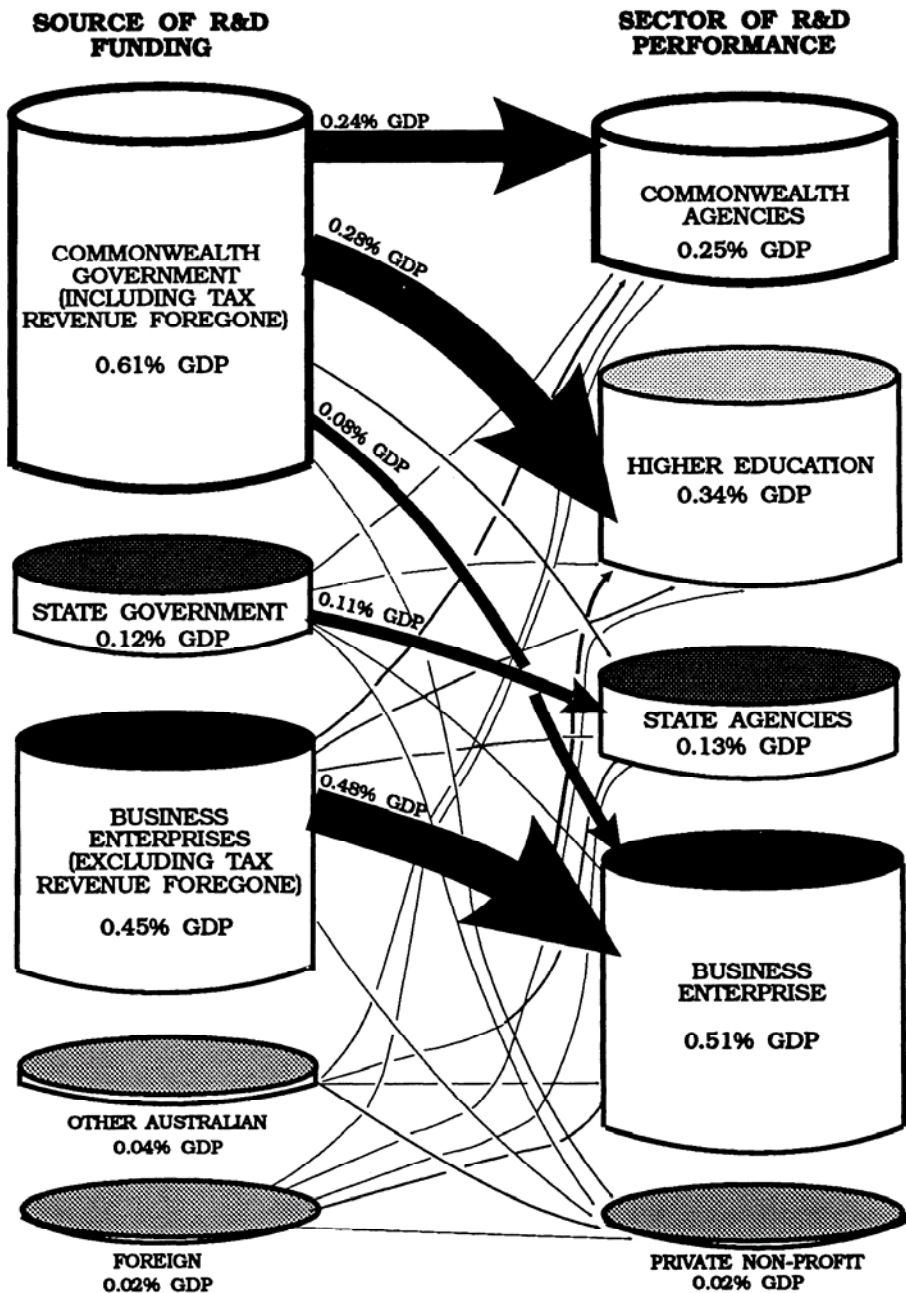 SOURCE OF R&D
FUNDING
SECTOR OF R&D
PERFORMANCE
0.24% GDP
COMMONWEALTH
AGENCIES
0.25% GDP
COMMONWEALTH
GOVERNMENT
(INCLUDING TAX
REVENUE FOREGONE)
0.61% GDP
0.28% GDP
0.08% GDP
HIGHER EDUCATION
0.34% GDP
STATE GOVERNMENT
0.12% GDP
0.11% GDP
STATE AGENCIES
0.13% GDP
0.48% GDP
BUSINESS
ENTERPRISES
(EXCLUDING TAX
REVENUE FOREGONE)
0.45% GDP
BUSINESS
ENTERPRISE
0.51% GDP
OTHER AUSTRALIAN
0.04% GDP
FOREIGN
0.02% GDP
PRIVATE NON-PROFIT
0.02% GDP